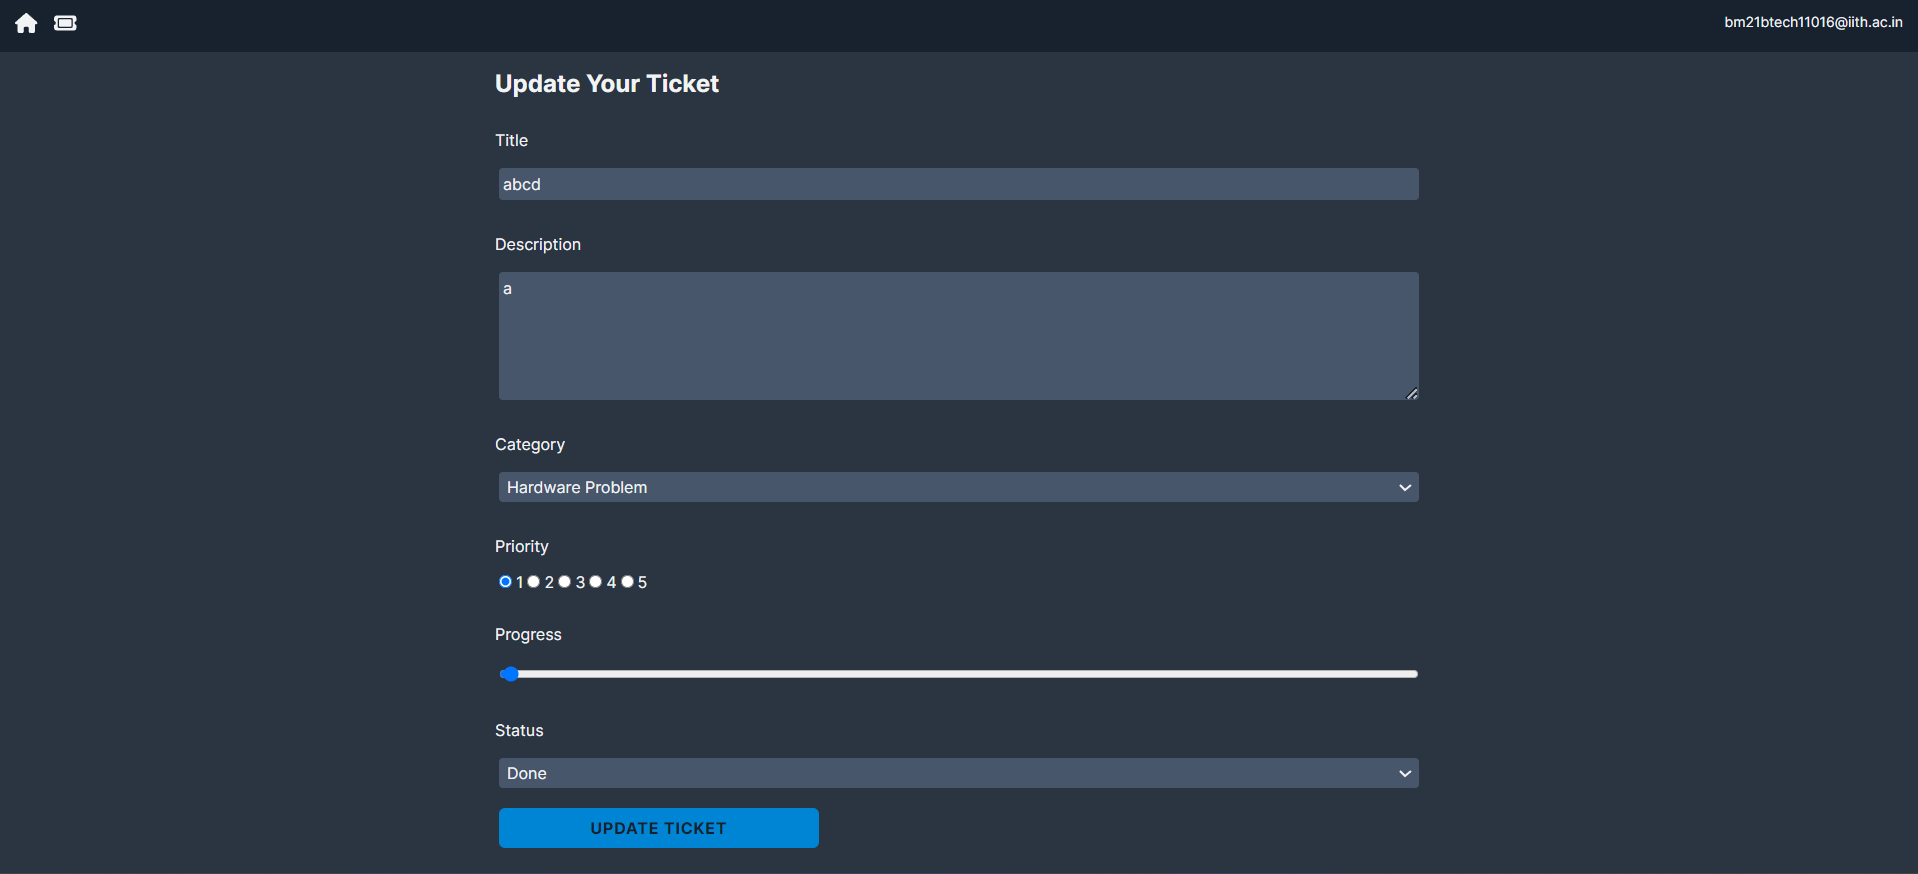 bm21btech11016@iith.ac.in
Update Your Ticket
Title
abcd
Description
a
Category
Hardware Problem
Priority
1 2 3 4 5
Progress
Status
Done
UPDATE TICKET